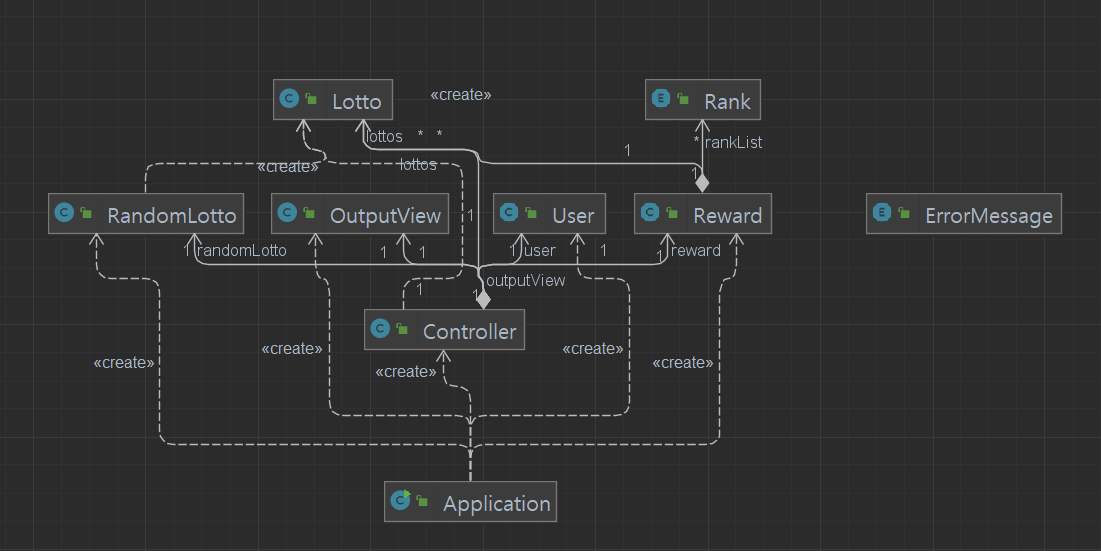 «create»
C Lotto
E Rank
lottos * *
1
* rankList
«create»
lottos
1
C RandomLotto
C OutputView
C User
C Reward
E ErrorMessage
1
1 randomLotto
1
1
1 user
1
1 reward
outputView
1
1
C Controller
«create»
«create»
«create»
«create»
«create»
C Application